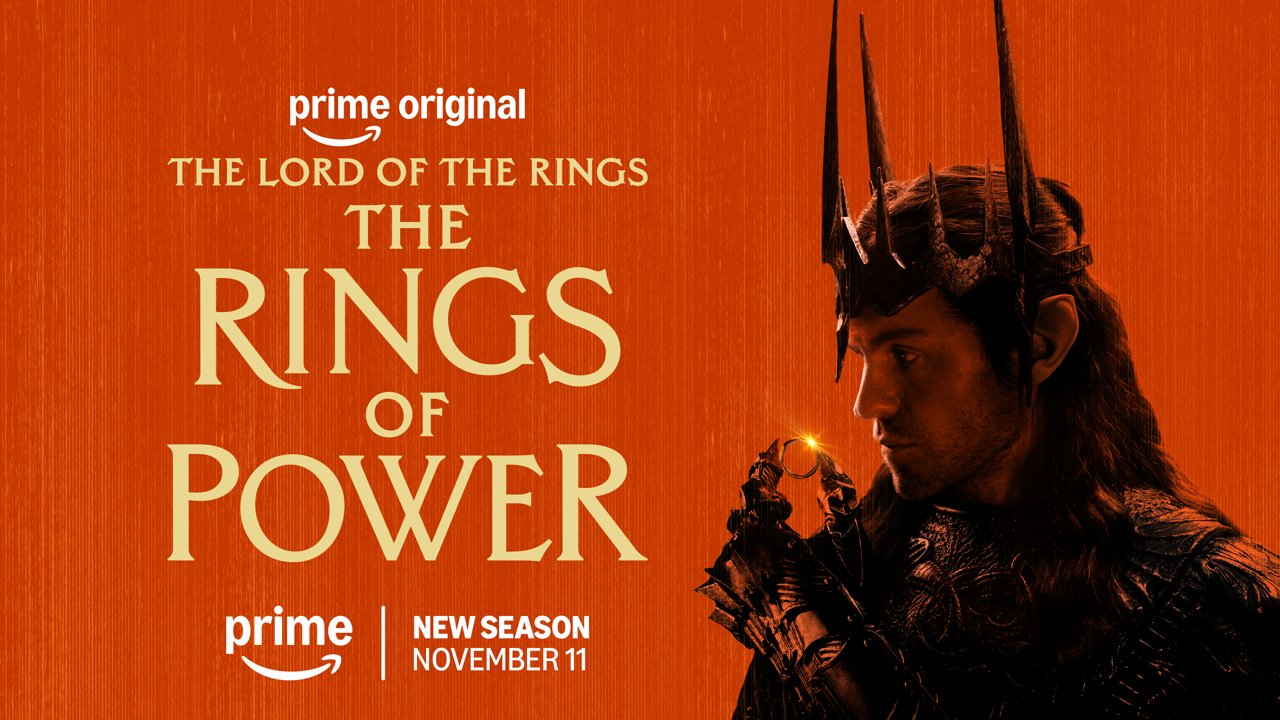 prime original
THE LORD OF THE RINGS
THE
RINGS
OF
POWER
prime
NEW SEASON
NOVEMBER 11